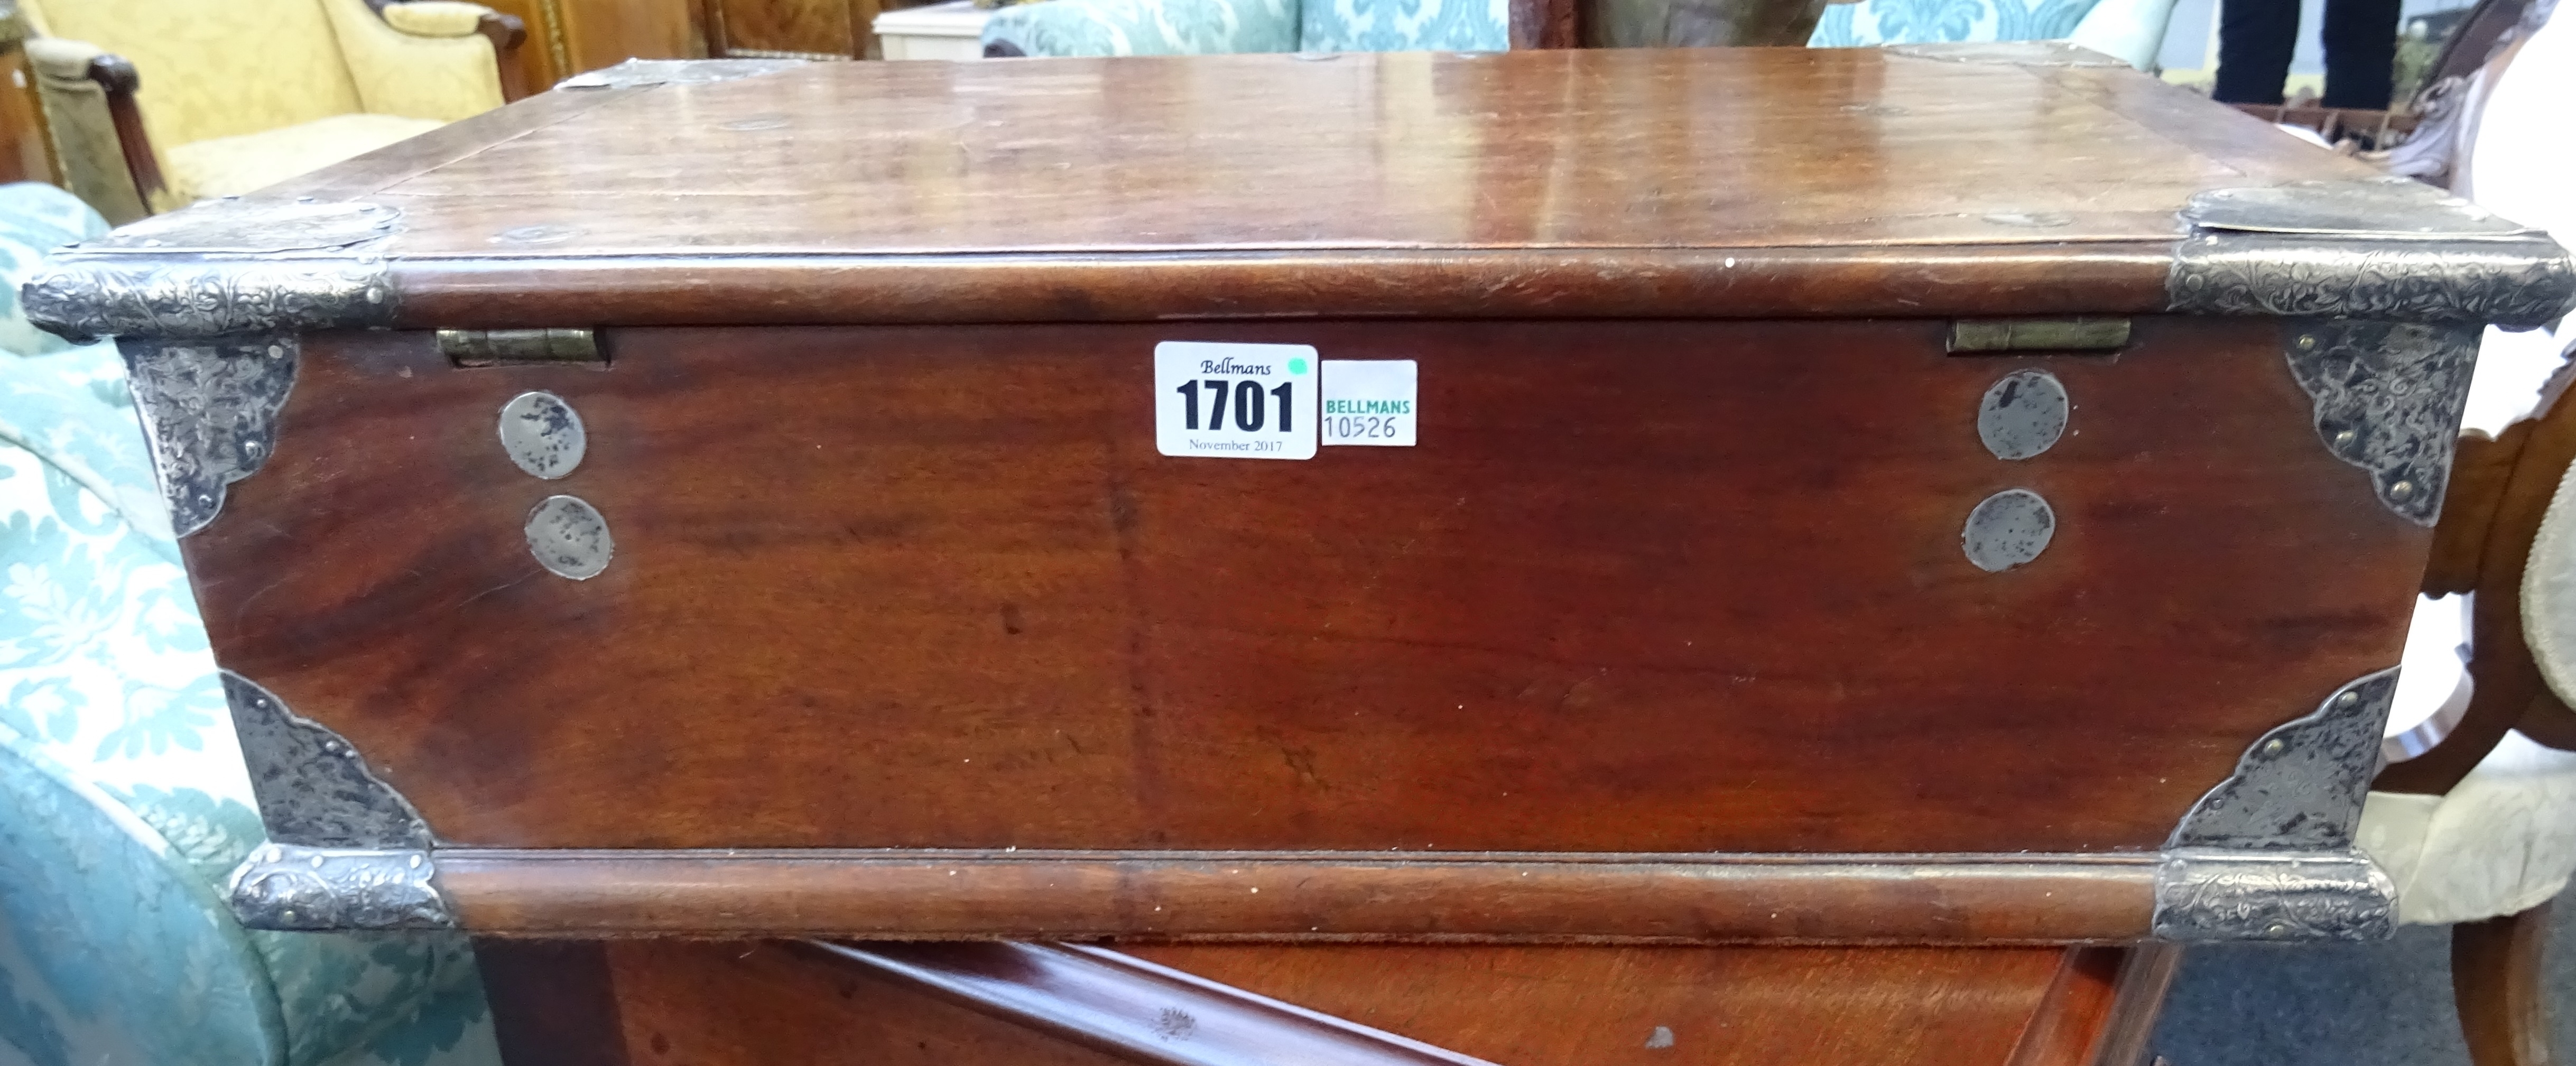 Bellmans
1701
November 2017
BELLMANS
10526